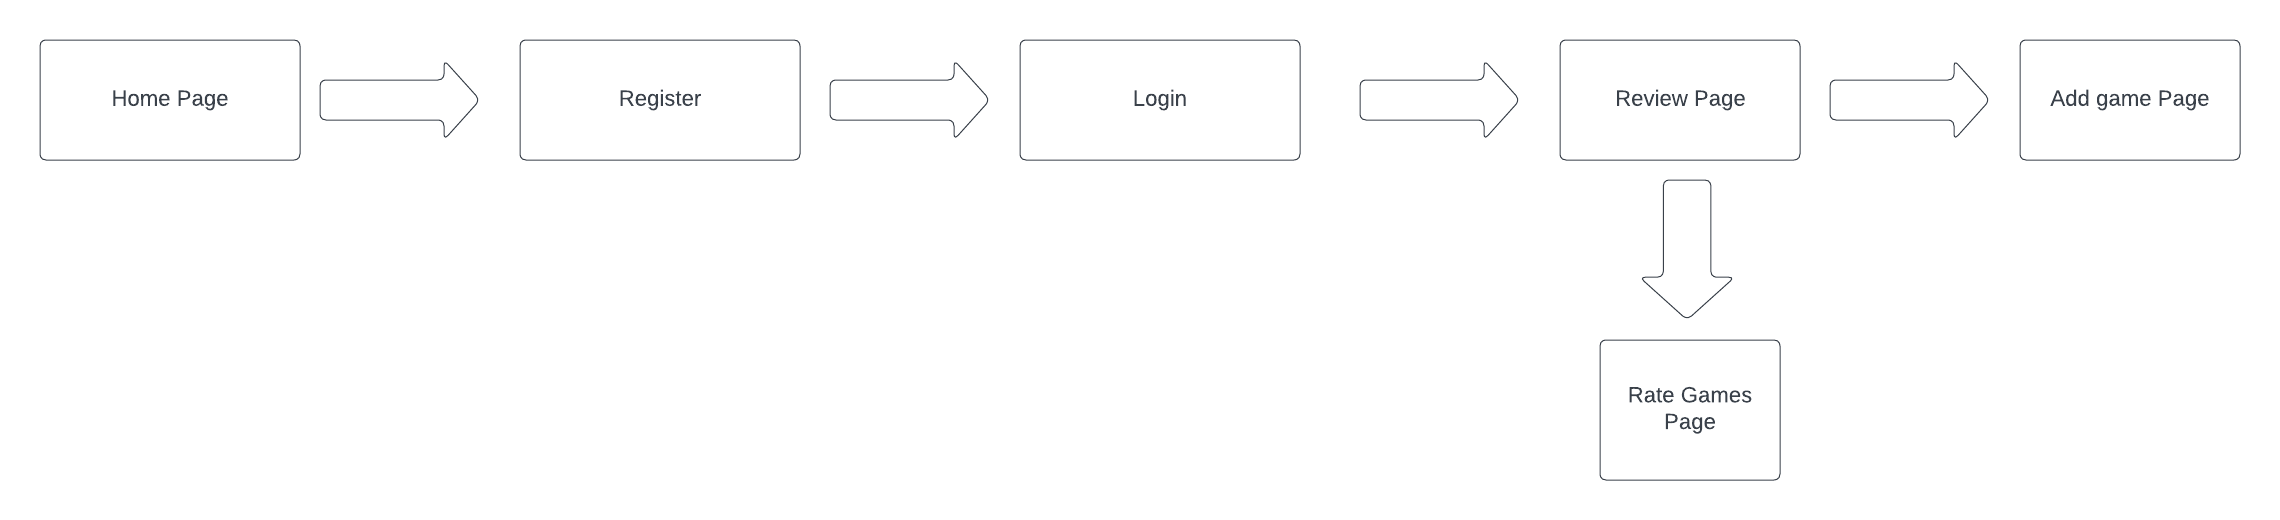 Home Page
Register
Login
Review Page
Add game Page
Rate Games
Page